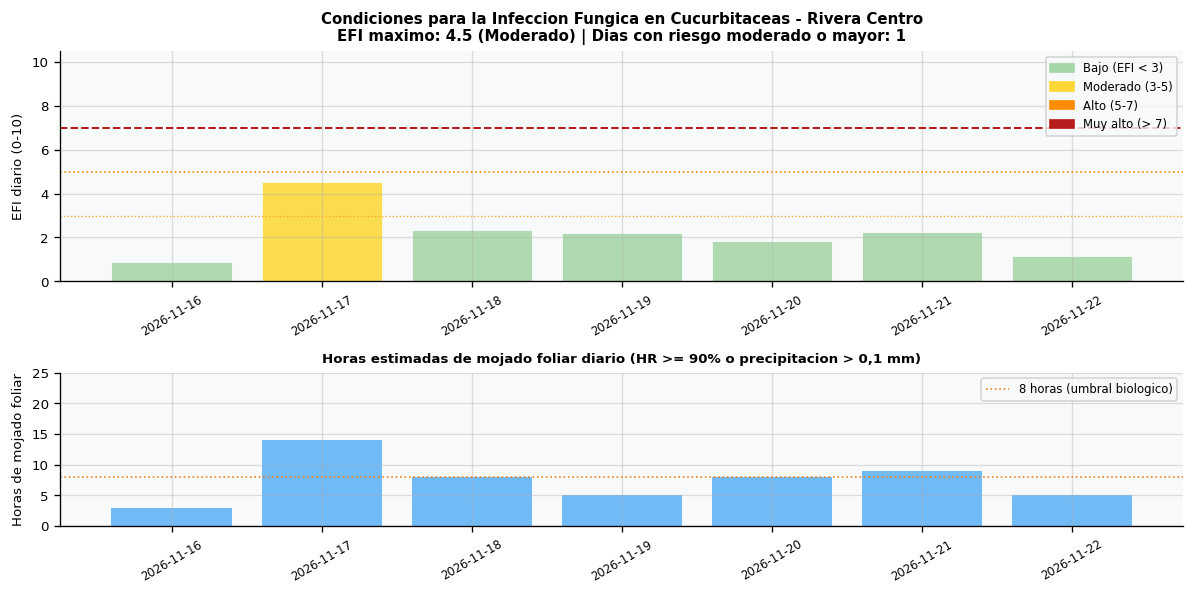 Condiciones para la Infeccion Fungica en Cucurbitaceas - Rivera Centro
EFI maximo: 4.5 (Moderado) | Dias con riesgo moderado o mayor: 1
EFI diario (0-10)
10
8
6
4
2
0
Bajo (EFI < 3)
Moderado (3-5)
Alto (5-7)
Muy alto (> 7)
2026-11-16
2026-11-17
2026-11-18
2026-11-19
2026-11-20
2026-11-21
2026-11-22
Horas estimadas de mojado foliar diario (HR >= 90% o precipitacion > 0,1 mm)
Horas de mojado foliar
25
20
15
10
5
0
8 horas (umbral biologico)
2026-11-16
2026-11-17
2026-11-18
2026-11-19
2026-11-20
2026-11-21
2026-11-22